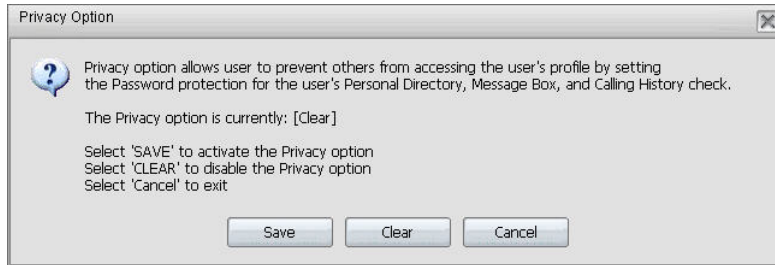 Privacy Option
Privacy option allows user to prevent others from accessing the user's profile by setting
the Password protection for the user's Personal Directory, Message Box, and Calling History check.
The Privacy option is currently: [Clear]
Select 'SAVE' to activate the Privacy option
Select 'CLEAR' to disable the Privacy option
Select 'Cancel' to exit
Save Clear Cancel